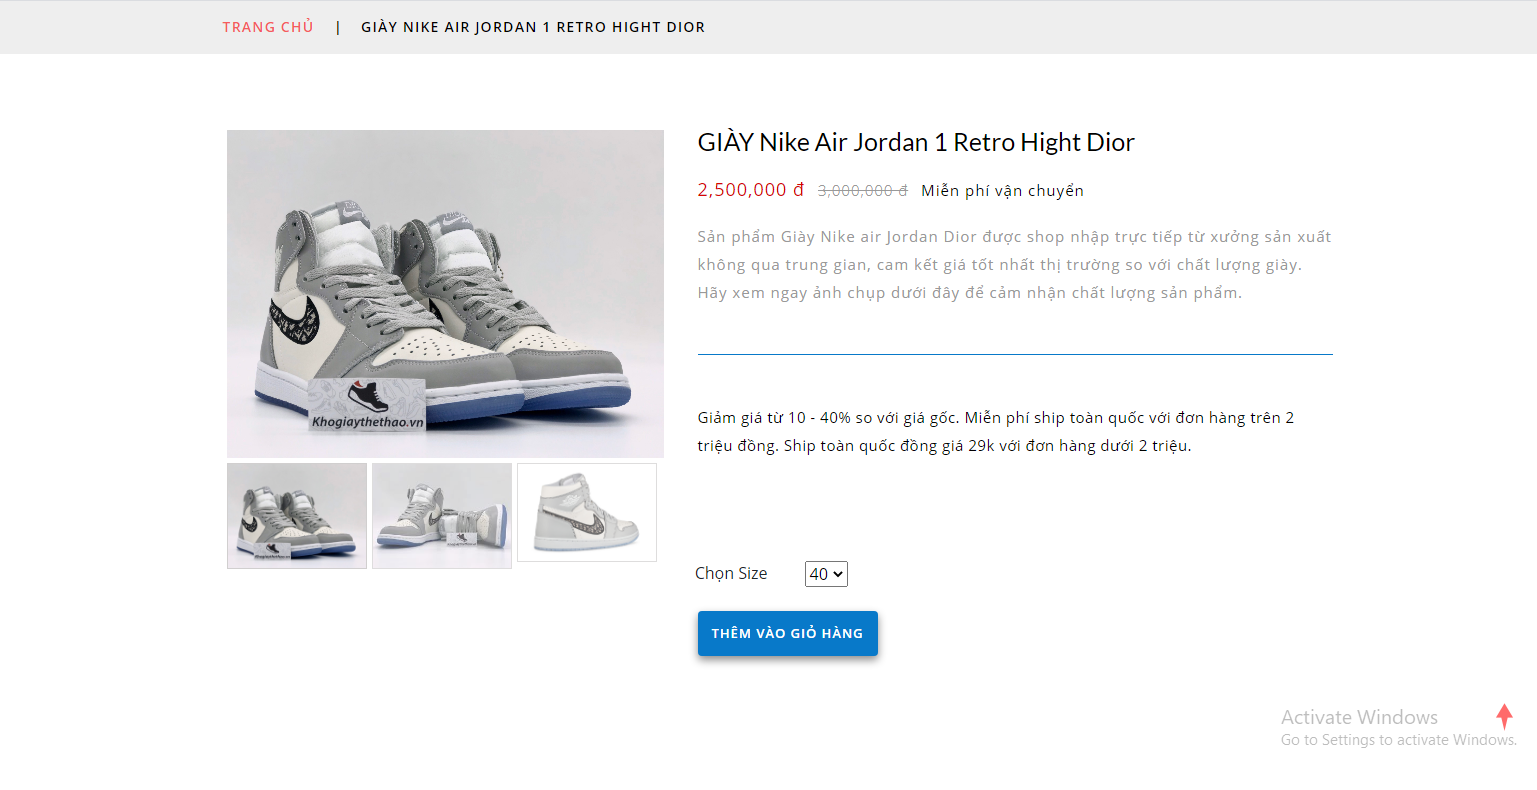 TRANG CHỦ | GIÀY NIKE AIR JORDAN 1 RETRO HIGHT DIOR
GIÀY Nike Air Jordan 1 Retro Hight Dior
2,500,000 đ 3,000,000 đ Miễn phí vận chuyển
Sản phẩm Giày Nike air Jordan Dior được shop nhập trực tiếp từ xưởng sản xuất
không qua trung gian, cam kết giá tốt nhất thị trường so với chất lượng giày.
Hãy xem ngay ảnh chụp dưới đây để cảm nhận chất lượng sản phẩm.
Khogiaythethao.vn
Giảm giá từ 10 - 40% so với giá gốc. Miễn phí ship toàn quốc với đơn hàng trên 2
triệu đồng. Ship toàn quốc đồng giá 29k với đơn hàng dưới 2 triệu.
Khogiaythethao.vn
Chọn Size 40
THÊM VÀO GIỎ HÀNG
Activate Windows
Go to Settings to activate Windows.